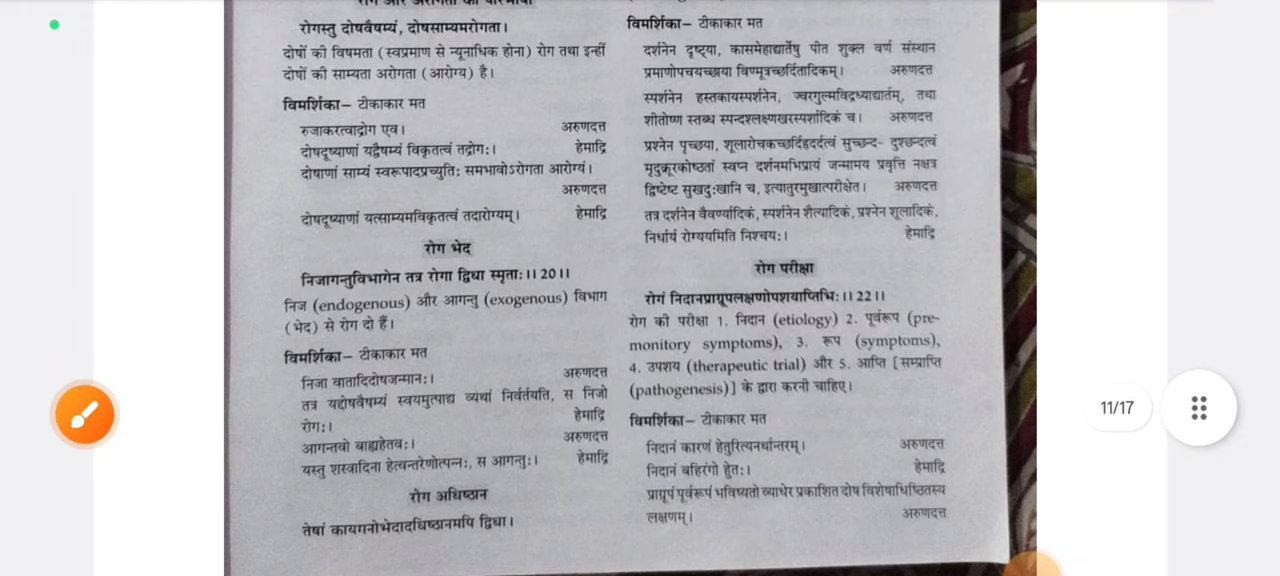 रोग और अरोगता की परिभाषा
रोगस्तु दोषवैषम्यं, दोषसाम्यमरोगता।
दोषों की विषमता (स्वप्रमाण से न्यूनाधिक होना) रोग तथा इन्हीं
दोषों की साम्यता अरोगता (आरोग्य) है।
विमर्शिका– टीकाकार मत
रुजाकरत्वाद्रोग एव। अरुणदत्त
दोषदूष्याणां यद्वैषम्यं विकृतत्वं तद्रोगः। हेमाद्रि
दोषाणां साम्यं स्वरूपादप्रच्युतिः समभावोऽरोगता आरोग्यं।
अरुणदत्त
दोषदूष्याणां यत्साम्यमविकृतत्वं तदारोग्यम्। हेमाद्रि
रोग भेद
निजागन्तुविभागेन तत्र रोगा द्विधा स्मृताः।।20।।
निज (endogenous) और आगन्तु (exogenous) विभाग
(भेद) से रोग दो हैं।
विमर्शिका– टीकाकार मत
निजा वातादिदोषजन्मानः। अरुणदत्त
तत्र यद्दोषवैषम्यं स्वयमुत्पाद्य व्यथां निर्वर्तयति, स निजो
रोगः। हेमाद्रि
आगन्तवो बाह्यहेतवः। अरुणदत्त
यस्तु शस्त्रादिना हेत्वन्तरेणोत्पन्नः, स आगन्तुः। हेमाद्रि
रोग अधिष्ठान
तेषां कायगनोभेदादधिष्ठानमपि द्विधा।
विमर्शिका– टीकाकार मत
दर्शनेन दृष्ट्या, कासमेहाद्यार्तेषु पीत शुक्ल वर्ण संस्थान
प्रमाणोपचयच्छाया विण्मूत्रच्छर्दितादिकम्। अरुणदत्त
स्पर्शनेन हस्तकायस्पर्शनेन, ज्वरगुल्मविद्रध्याद्यार्तम्, तथा
शीतोष्ण स्तब्ध स्पन्दश्लक्ष्णखरस्पर्शादिकं च। अरुणदत्त
प्रश्नेन पृच्छया, शूलारोचकच्छर्दिहृदर्दत्वं सुच्छन्द- दुश्छन्दत्वं
मृदुक्रूरकोष्ठतां स्वप्न दर्शनमभिप्रायं जन्मामय प्रवृत्ति नक्षत्र
द्विष्टेष्ट सुखदुःखानि च, इत्यातुरमुखात्परीक्षेत। अरुणदत्त
तत्र दर्शनेन वैवर्ण्यादिकं, स्पर्शनेन शैत्यादिकं, प्रश्नेन शूलादिकं,
निर्धार्य रोग्ययमिति निश्चयः। हेमाद्रि
रोग परीक्षा
रोगं निदानप्राग्रूपलक्षणोपशयाप्तिभिः।।22।।
रोग की परीक्षा 1. निदान (etiology) 2. पूर्वरूप (pre-
monitory symptoms), 3. रूप (symptoms),
4. उपशय (therapeutic trial) और 5. आप्ति [सम्प्राप्ति
(pathogenesis)] के द्वारा करनी चाहिए।
विमर्शिका– टीकाकार मत
निदानं कारणं हेतुरित्यनर्थान्तरम्। अरुणदत्त
निदानं बहिरंगो हेतुः। हेमाद्रि
प्राग्रूपं पूर्वरूपं भविष्यतो व्याधेर प्रकाशित दोष विशेषाधिष्ठितस्य
लक्षणम्। अरुणदत्त
11/17